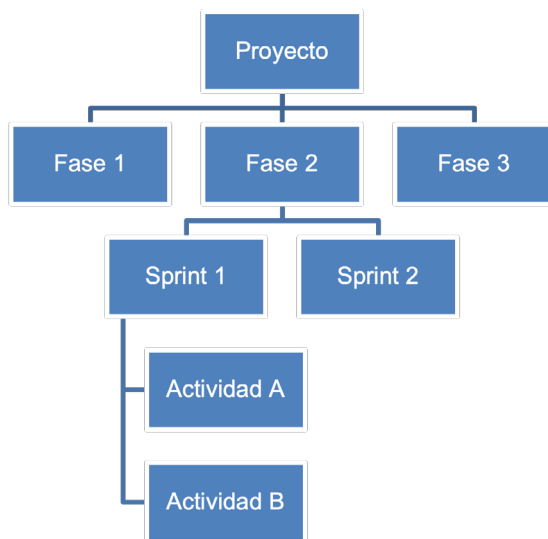 Proyecto
Fase 1
Fase 2
Fase 3
Sprint 1
Sprint 2
Actividad A
Actividad B